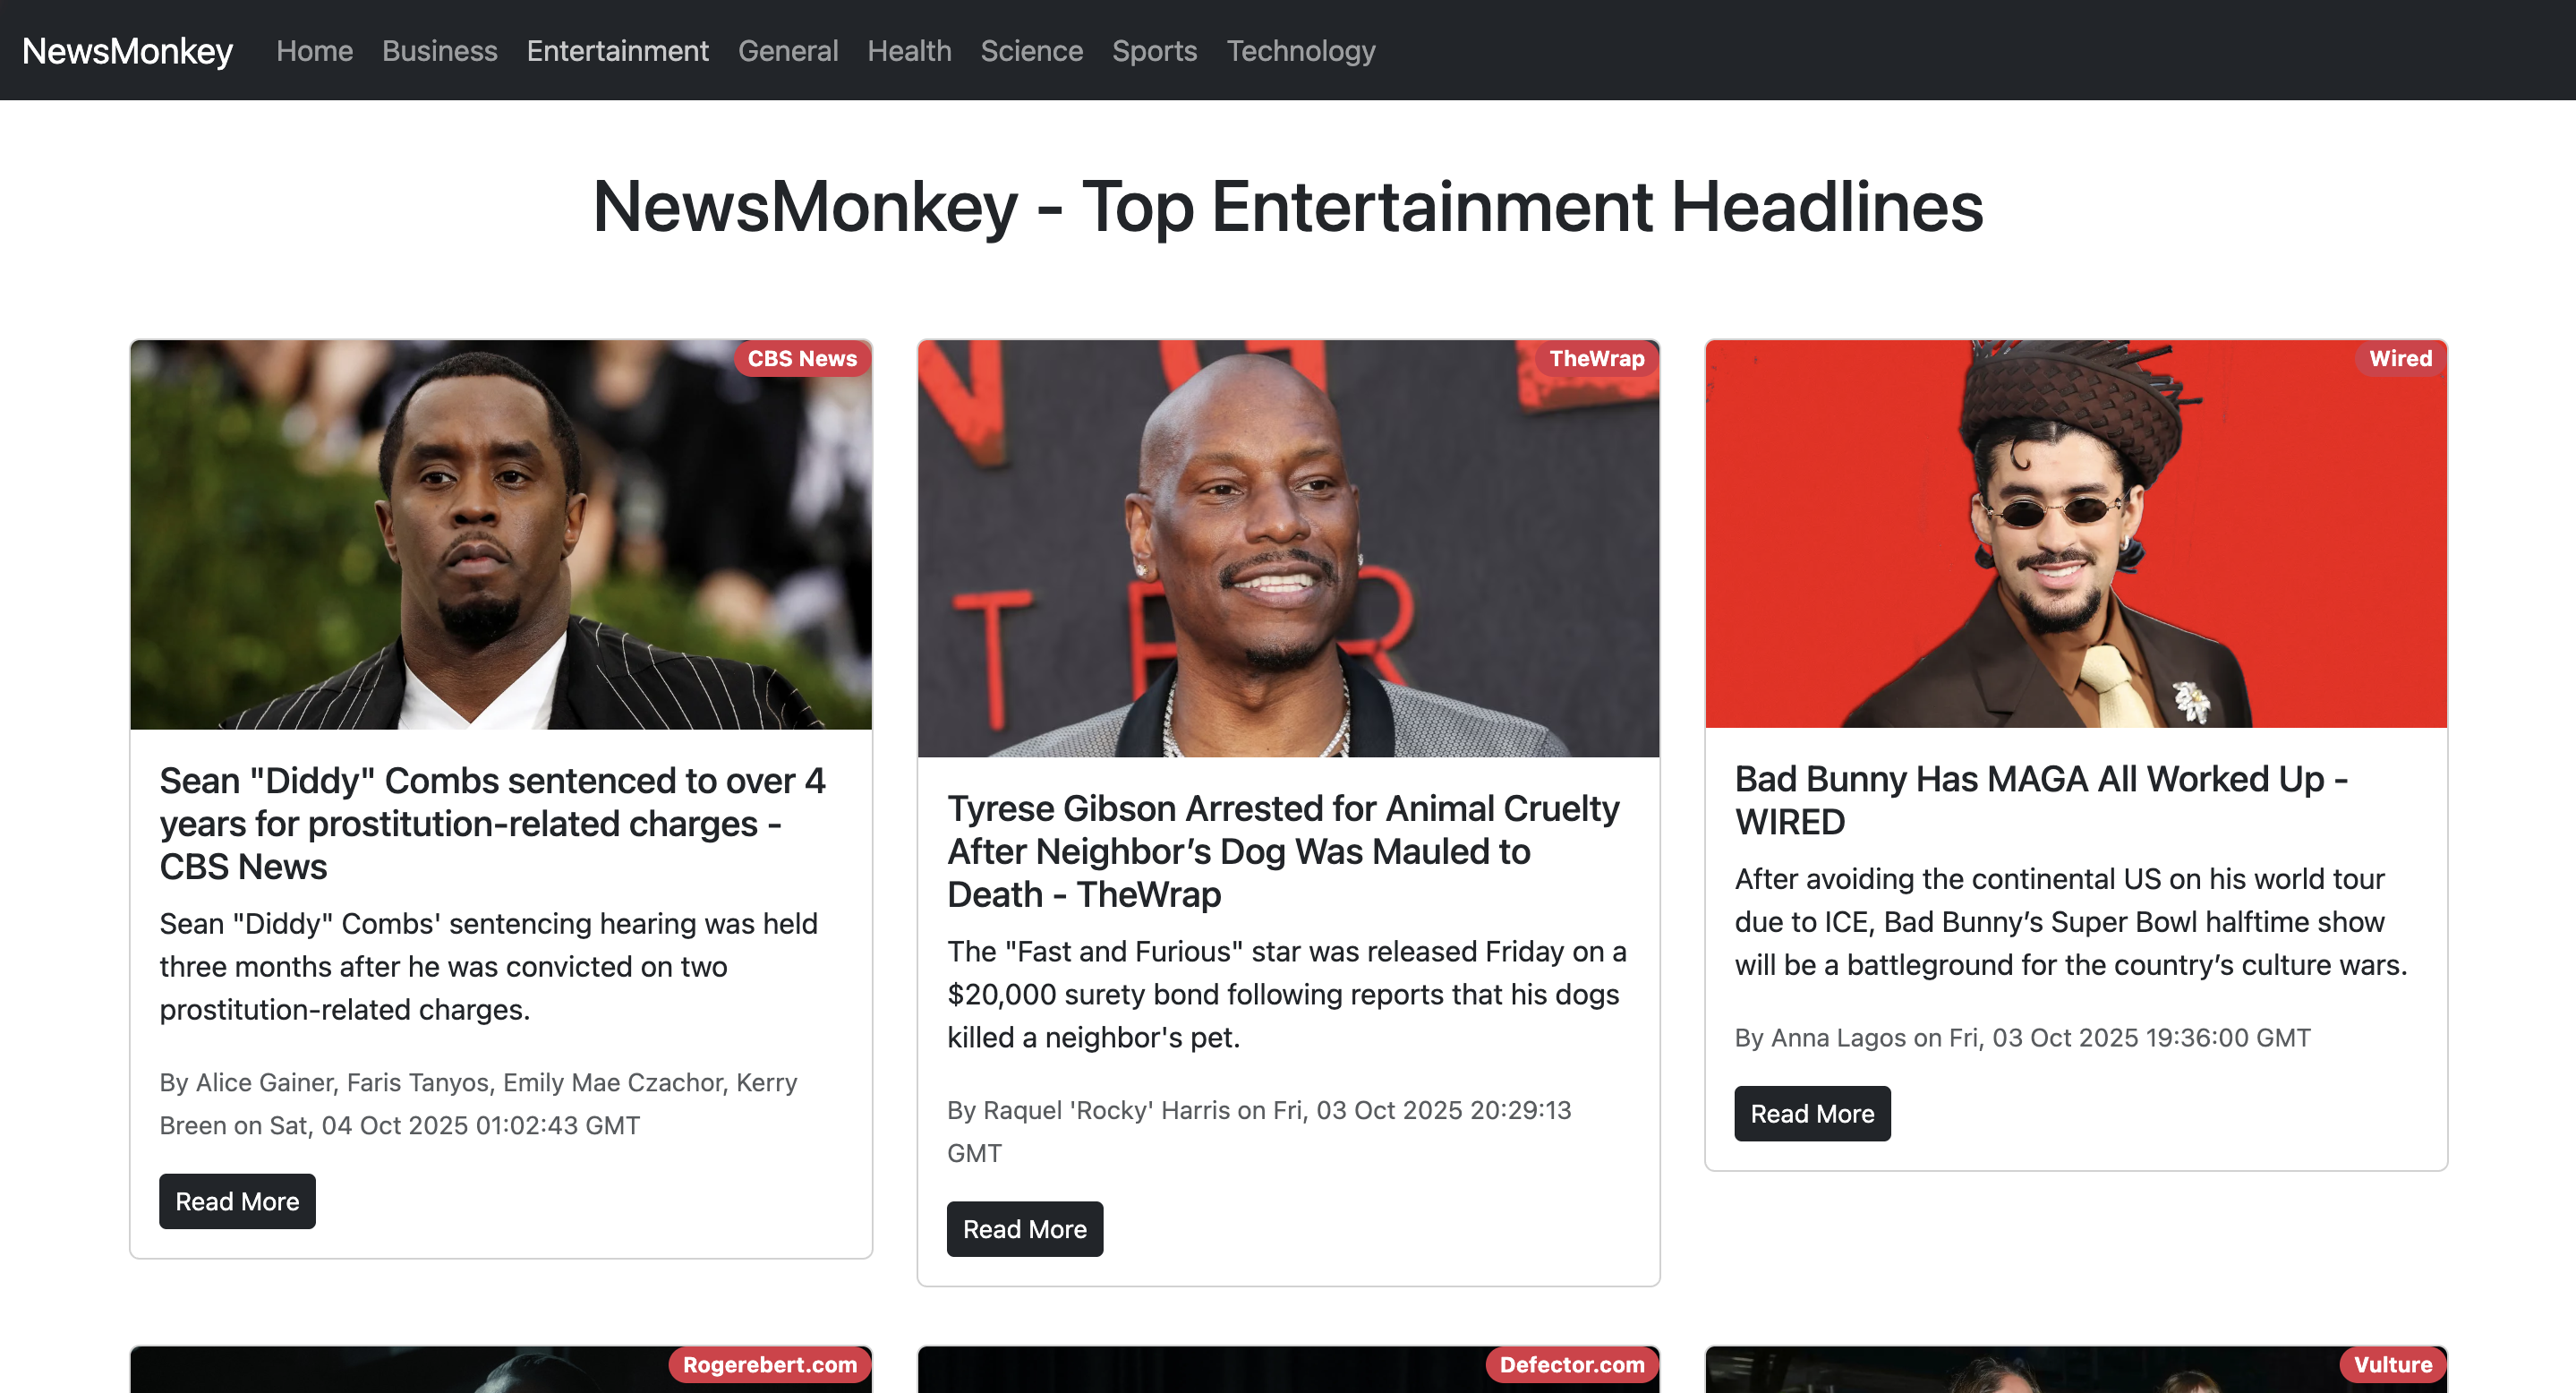 NewsMonkey Home Business Entertainment General Health Science Sports Technology
NewsMonkey - Top Entertainment Headlines
CBS News
Sean "Diddy" Combs sentenced to over 4
years for prostitution-related charges -
CBS News
Sean "Diddy" Combs' sentencing hearing was held
three months after he was convicted on two
prostitution-related charges.
By Alice Gainer, Faris Tanyos, Emily Mae Czachor, Kerry
Breen on Sat, 04 Oct 2025 01:02:43 GMT
Read More
TheWrap
TER
Tyrese Gibson Arrested for Animal Cruelty
After Neighbor’s Dog Was Mauled to
Death - TheWrap
The "Fast and Furious" star was released Friday on a
$20,000 surety bond following reports that his dogs
killed a neighbor's pet.
By Raquel 'Rocky' Harris on Fri, 03 Oct 2025 20:29:13
GMT
Read More
Wired
Bad Bunny Has MAGA All Worked Up -
WIRED
After avoiding the continental US on his world tour
due to ICE, Bad Bunny’s Super Bowl halftime show
will be a battleground for the country’s culture wars.
By Anna Lagos on Fri, 03 Oct 2025 19:36:00 GMT
Read More
Rogerebert.com
Defector.com
Vulture